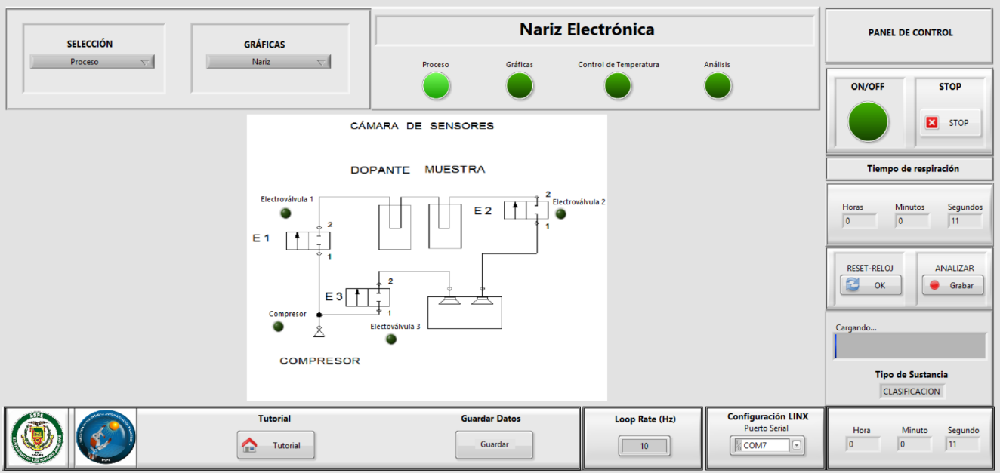 SELECCIÓN
Proceso
GRÁFICAS
Nariz
Nariz Electrónica
Proceso
Gráficas
Control de Temperatura
Análisis
PANEL DE CONTROL
ON/OFF
STOP
STOP
CÁMARA DE SENSORES
DOPANTE MUESTRA
Electroválvula 1
E 1
2
1
E 2
2
1
Electroválvula 2
E 3
2
1
Electoválvula 3
Compresor
COMPRESOR
Tiempo de respiración
Horas Minutos Segundos
0 0 11
RESET-RELOJ
OK
ANALIZAR
Grabar
Cargando...
Tipo de Sustancia
CLASIFICACION
ESPE
ESPE
Tutorial
Tutorial
Guardar Datos
Guardar
Loop Rate (Hz)
10
Configuración LINX
Puerto Serial
COM7
Hora Minuto Segundo
0 0 11